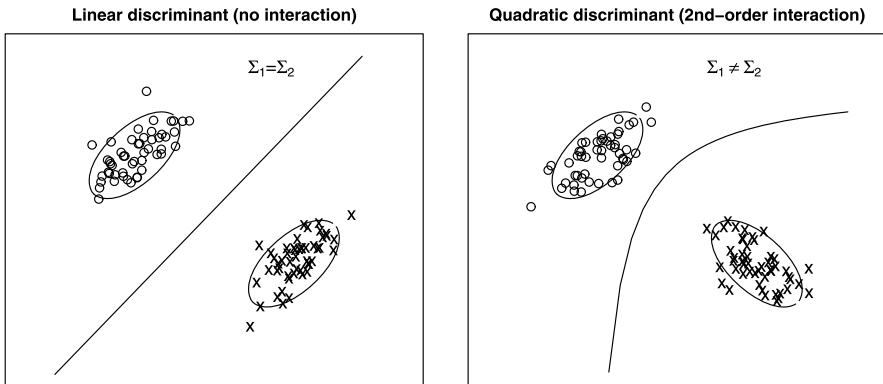 Linear discriminant (no interaction)
Quadratic discriminant (2nd−order interaction)
Σ₁=Σ₂
Σ₁ ≠ Σ₂